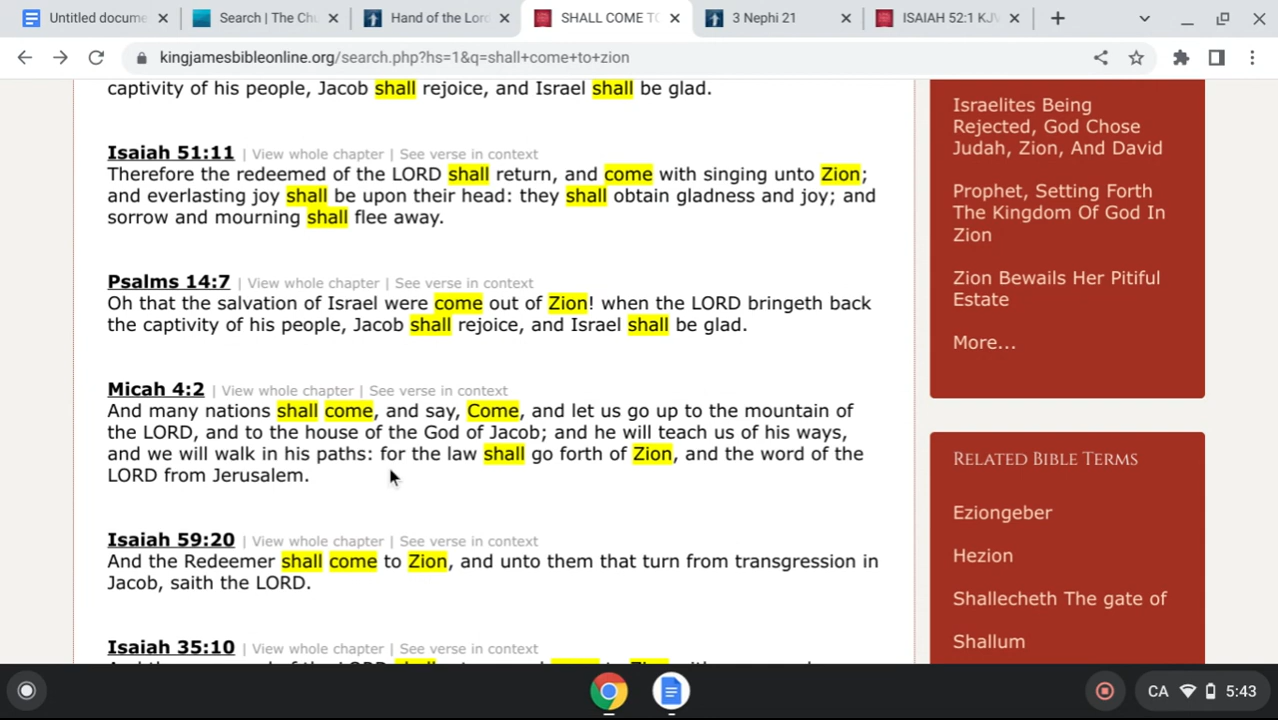 Untitled docume
Search | The Chu
Hand of the Lord
SHALL COME TO
3 Nephi 21
ISAIAH 52:1 KJV
kingjamesbibleonline.org/search.php?hs=1&q=shall+come+to+zion
captivity of his people, Jacob shall rejoice, and Israel shall be glad.
Isaiah 51:11 | View whole chapter | See verse in context
Therefore the redeemed of the LORD shall return, and come with singing unto Zion;
and everlasting joy shall be upon their head: they shall obtain gladness and joy; and
sorrow and mourning shall flee away.
Psalms 14:7 | View whole chapter | See verse in context
Oh that the salvation of Israel were come out of Zion! when the LORD bringeth back
the captivity of his people, Jacob shall rejoice, and Israel shall be glad.
Micah 4:2 | View whole chapter | See verse in context
And many nations shall come, and say, Come, and let us go up to the mountain of
the LORD, and to the house of the God of Jacob; and he will teach us of his ways,
and we will walk in his paths: for the law shall go forth of Zion, and the word of the
LORD from Jerusalem.
Isaiah 59:20 | View whole chapter | See verse in context
And the Redeemer shall come to Zion, and unto them that turn from transgression in
Jacob, saith the LORD.
Isaiah 35:10 | View whole chapter | See verse in context
Israelites Being
Rejected, God Chose
Judah, Zion, And David
Prophet, Setting Forth
The Kingdom Of God In
Zion
Zion Bewails Her Pitiful
Estate
More...
RELATED BIBLE TERMS
Eziongeber
Hezion
Shallecheth The gate of
Shallum
CA 5:43